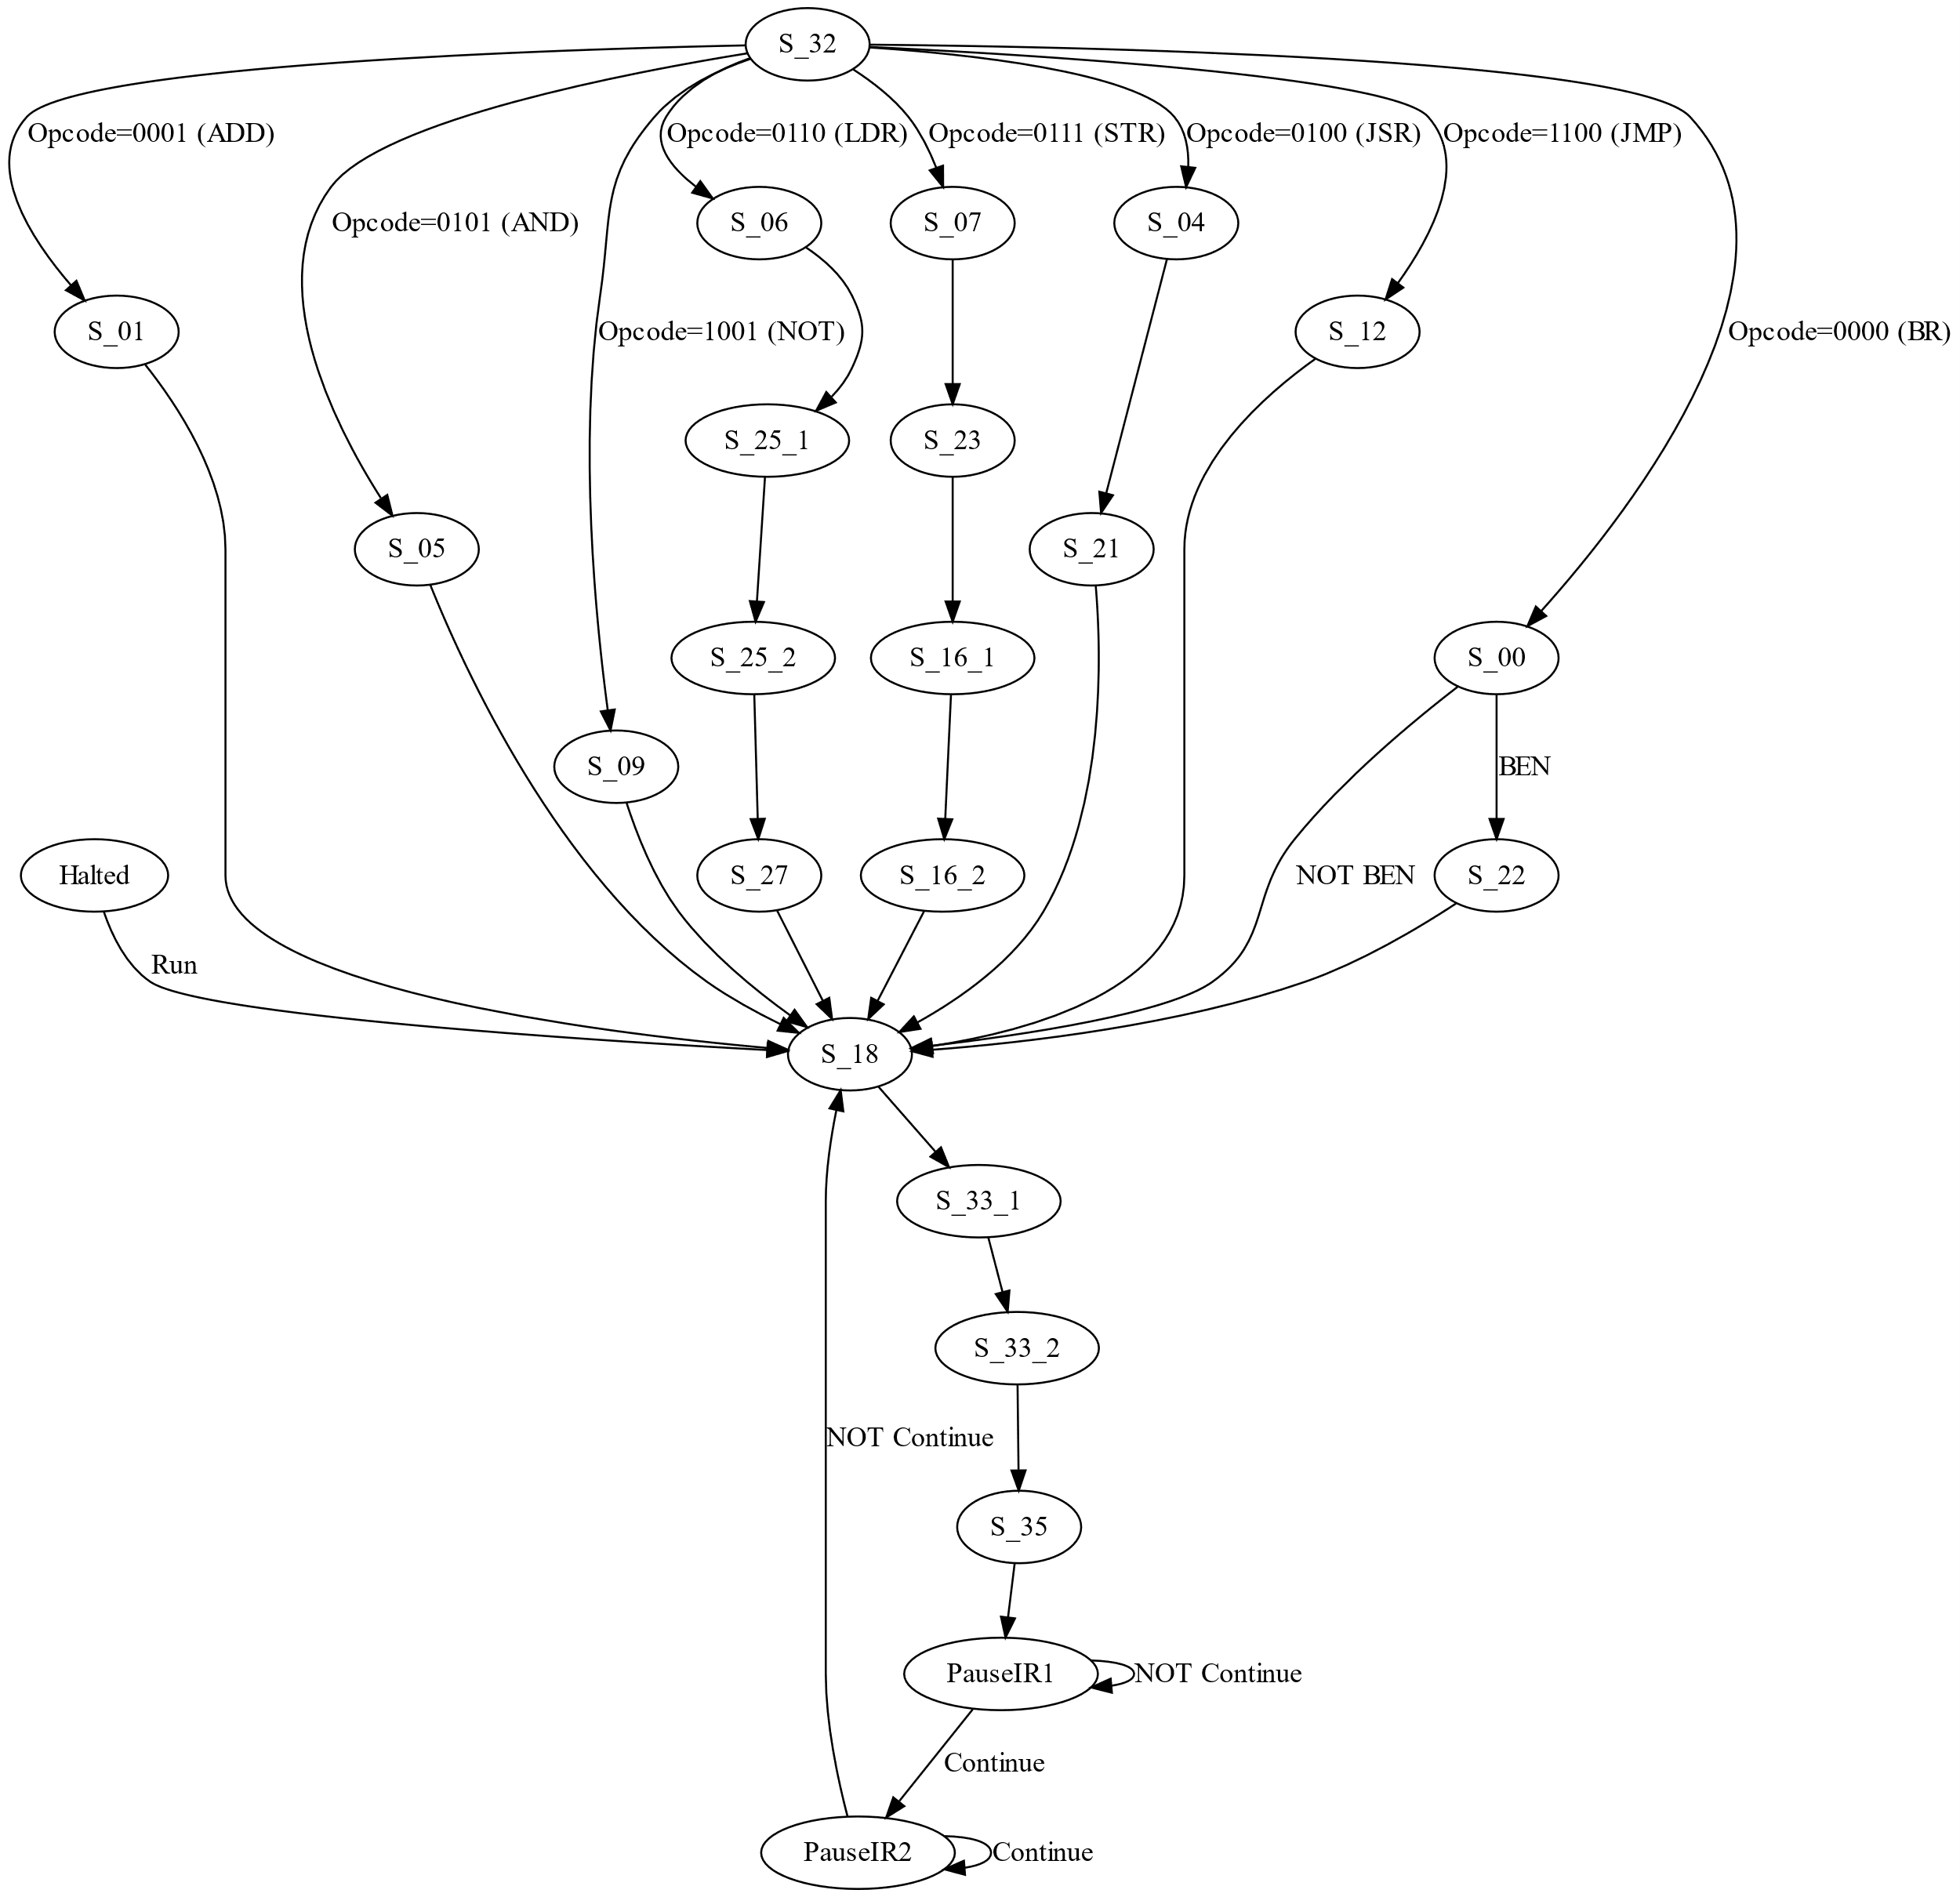 S_32
Opcode=0001 (ADD)
Opcode=0110 (LDR)
Opcode=0111 (STR)
Opcode=0100 (JSR)
Opcode=1100 (JMP)
Opcode=0101 (AND)
S_06
S_07
S_04
S_01
Opcode=1001 (NOT)
S_12
Opcode=0000 (BR)
S_25_1
S_23
S_05
S_21
S_25_2
S_16_1
S_00
S_09
BEN
Halted
S_27
S_16_2
NOT BEN
S_22
Run
S_18
S_33_1
S_33_2
NOT Continue
S_35
PauseIR1
NOT Continue
Continue
PauseIR2
Continue